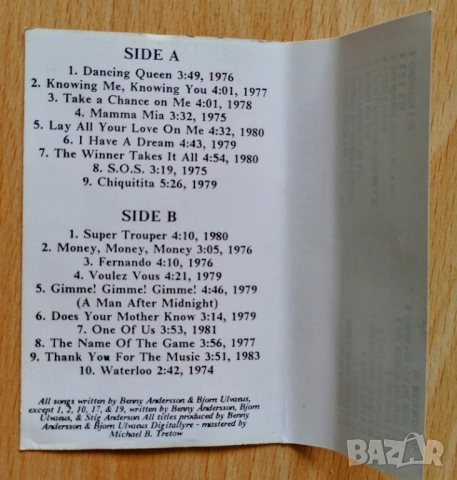 SIDE A
1. Dancing Queen 3:49, 1976
2. Knowing Me, Knowing You 4:01, 1977
3. Take a Chance on Me 4:01, 1978
4. Mamma Mia 3:32, 1975
5. Lay All Your Love On Me 4:32, 1980
6. I Have A Dream 4:43, 1979
7. The Winner Takes It All 4:54, 1980
8. S.O.S. 3:19, 1975
9. Chiquitita 5:26, 1979
SIDE B
1. Super Trouper 4:10, 1980
2. Money, Money, Money 3:05, 1976
3. Fernando 4:10, 1976
4. Voulez Vous 4:21, 1979
5. Gimme! Gimme! Gimme! 4:46, 1979
(A Man After Midnight)
6. Does Your Mother Know 3:14, 1979
7. One Of Us 3:53, 1981
8. The Name Of The Game 3:56, 1977
9. Thank You For The Music 3:51, 1983
10. Waterloo 2:42, 1974
All songs written by Benny Andersson & Bjorn Ulvaeus,
except 1, 2, 10, 17, & 19, written by Benny Andersson, Bjorn
Ulvaeus, & Stig Anderson All titles produced by Benny
Andersson & Bjorn Ulvaeus Digitallyre - mastered by
Michael B. Tretow
BAZAR.bg